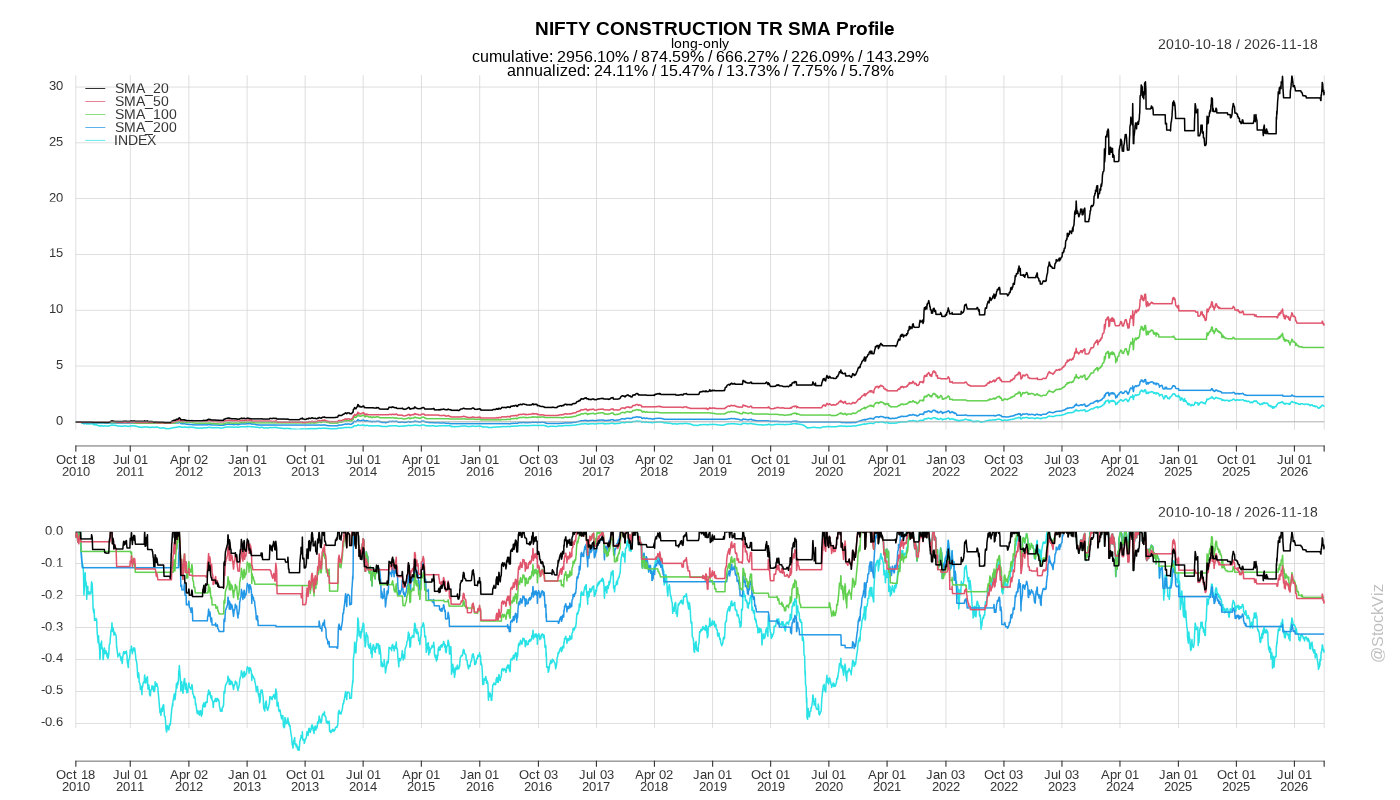 NIFTY CONSTRUCTION TR SMA Profile
long-only
cumulative: 2956.10% / 874.59% / 666.27% / 226.09% / 143.29%
annualized: 24.11% / 15.47% / 13.73% / 7.75% / 5.78%
2010-10-18 / 2026-11-18
SMA_20
SMA_50
SMA_100
SMA_200
INDEX
30
25
20
15
10
5
0
Oct 18 Jul 01 Apr 02 Jan 01 Oct 01 Jul 01 Apr 01 Jan 01 Oct 03 Jul 03 Apr 02 Jan 01 Oct 01 Jul 01 Apr 01 Jan 03 Oct 03 Jul 03 Apr 01 Jan 01 Oct 01 Jul 01
2010 2011 2012 2013 2013 2014 2015 2016 2016 2017 2018 2019 2019 2020 2021 2022 2022 2023 2024 2025 2025 2026
2010-10-18 / 2026-11-18
0.0
-0.1
-0.2
-0.3
-0.4
-0.5
-0.6
Oct 18 Jul 01 Apr 02 Jan 01 Oct 01 Jul 01 Apr 01 Jan 01 Oct 03 Jul 03 Apr 02 Jan 01 Oct 01 Jul 01 Apr 01 Jan 03 Oct 03 Jul 03 Apr 01 Jan 01 Oct 01 Jul 01
2010 2011 2012 2013 2013 2014 2015 2016 2016 2017 2018 2019 2019 2020 2021 2022 2022 2023 2024 2025 2025 2026
@StockViz